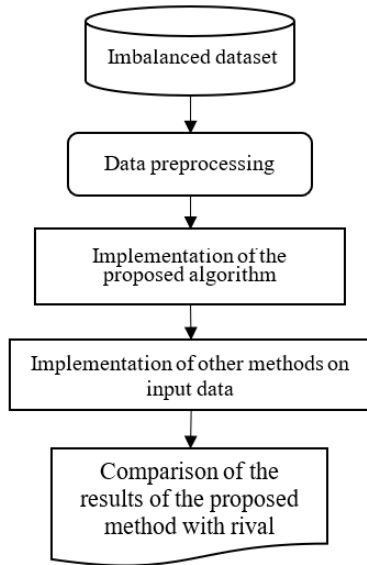 Imbalanced dataset
Data preprocessing
Implementation of the
proposed algorithm
Implementation of other methods on
input data
Comparison of the
results of the proposed
method with rival